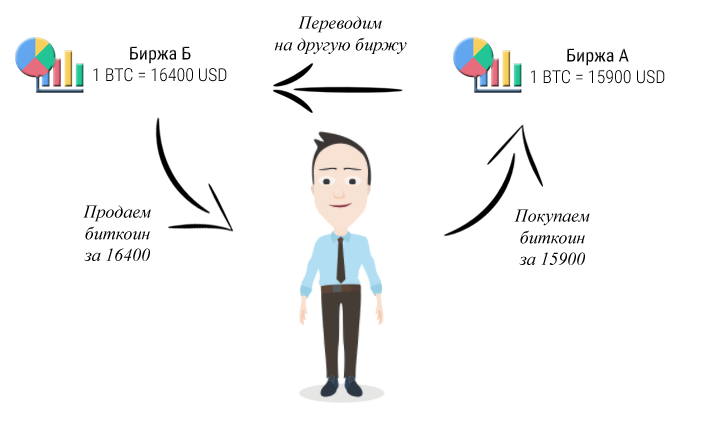 Переводим
на другую биржу
Биржа Б
1 BTC = 16400 USD
Биржа А
1 BTC = 15900 USD
Продаем
биткоин
за 16400
Покупаем
биткоин
за 15900